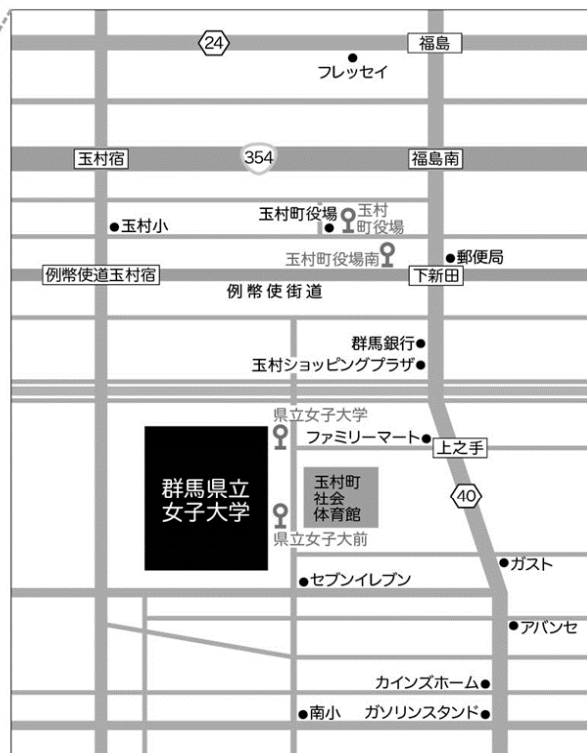 24
福島
フレッセイ
玉村宿
354
福島南
玉村小
玉村町役場
玉村
町役場
玉村町役場南
郵便局
例幣使道玉村宿
下新田
例幣使街道
群馬銀行
玉村ショッピングプラザ
県立女子大学
ファミリーマート
上之手
群馬県立
女子大学
玉村町
社会
体育館
40
県立女子大前
ガスト
セブンイレブン
アバンセ
カインズホーム
南小
ガソリンスタンド